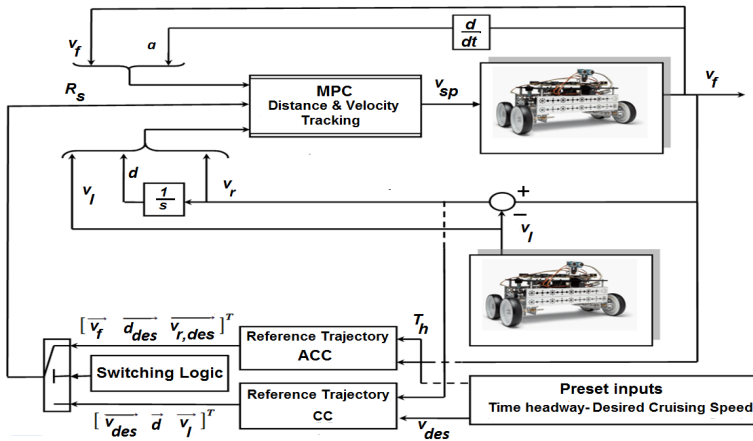 d
dt
v_f
a
v_f
R_s
MPC
Distance & Velocity
Tracking
v_sp
v_l
d
1
s
v_r
+
−
v_l
[ v_f d_des v_r,des ]^T
Reference Trajectory
ACC
T_h
Switching Logic
Reference Trajectory
CC
Preset inputs
Time headway- Desired Cruising Speed
[ v_des d v_l ]^T
v_des